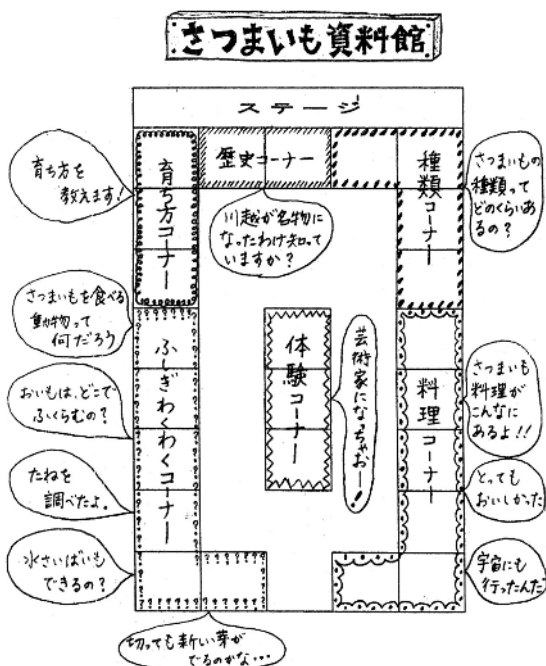 さつまいも資料館
ステージ
育ち方コーナー
歴史コーナー
種類コーナー
育ち方を
教えます!
川越が名物に
なったわけ知って
いますか?
さつまいもの
種類って
どのくらいあ
るの?
さつまいもを食べる
動物って
何だろう
ふしぎわくわくコーナー
体験コーナー
芸術家になっちゃおー!
料理コーナー
さつまいも
料理が
こんなに
あるよ!!
おいもは、どこで
ふくらむの?
たねを
調べたよ。
とっても
おいしかった
水さいばいも
できるの?
宇宙にも
行ったんだ
切っても新しい芽が
でるのかな…